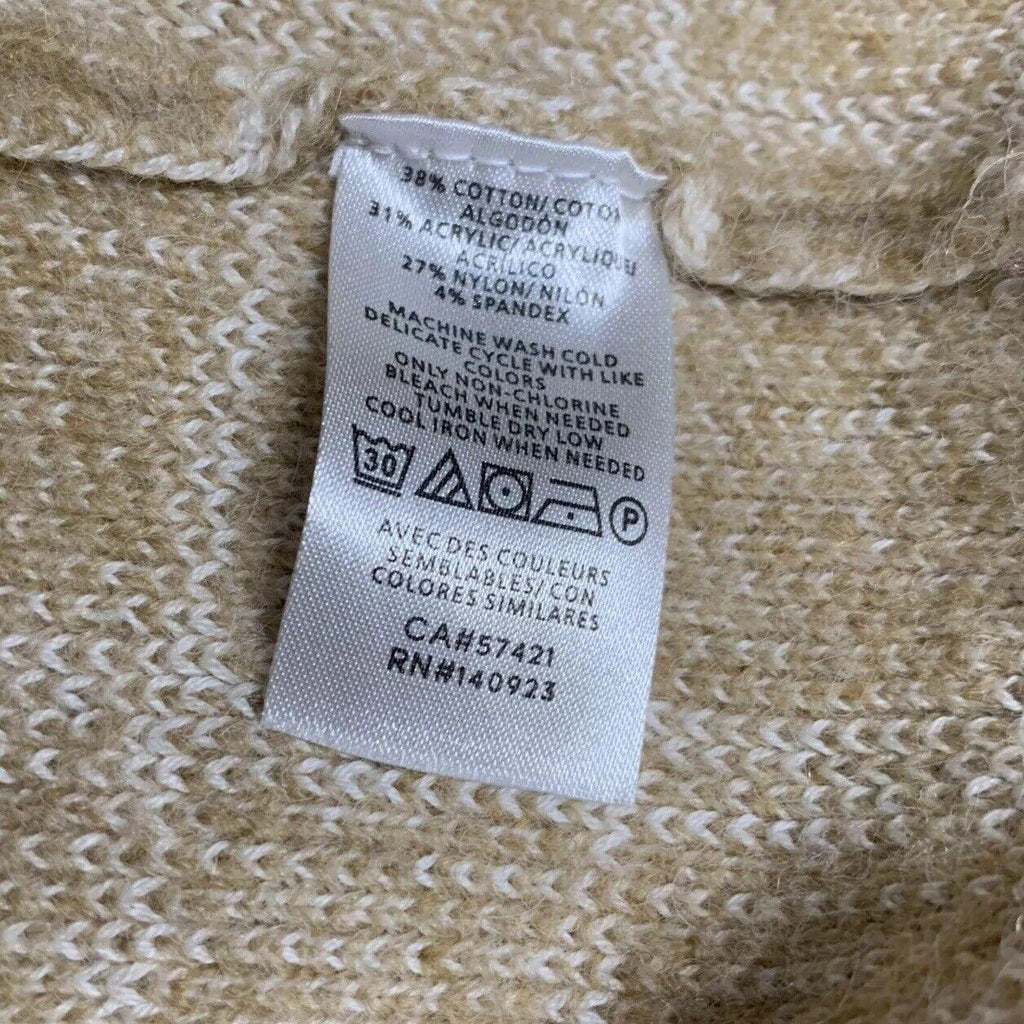 38% COTTON/ COTON
ALGODÓN
31% ACRYLIC/ ACRYLIQUE/
ACRÍLICO
27% NYLON/ NILÓN
4% SPANDEX
MACHINE WASH COLD
DELICATE CYCLE WITH LIKE
COLORS
ONLY NON-CHLORINE
BLEACH WHEN NEEDED
TUMBLE DRY LOW
COOL IRON WHEN NEEDED
30 P
AVEC DES COULEURS
SEMBLABLES/ CON
COLORES SIMILARES
CA#57421
RN#140923